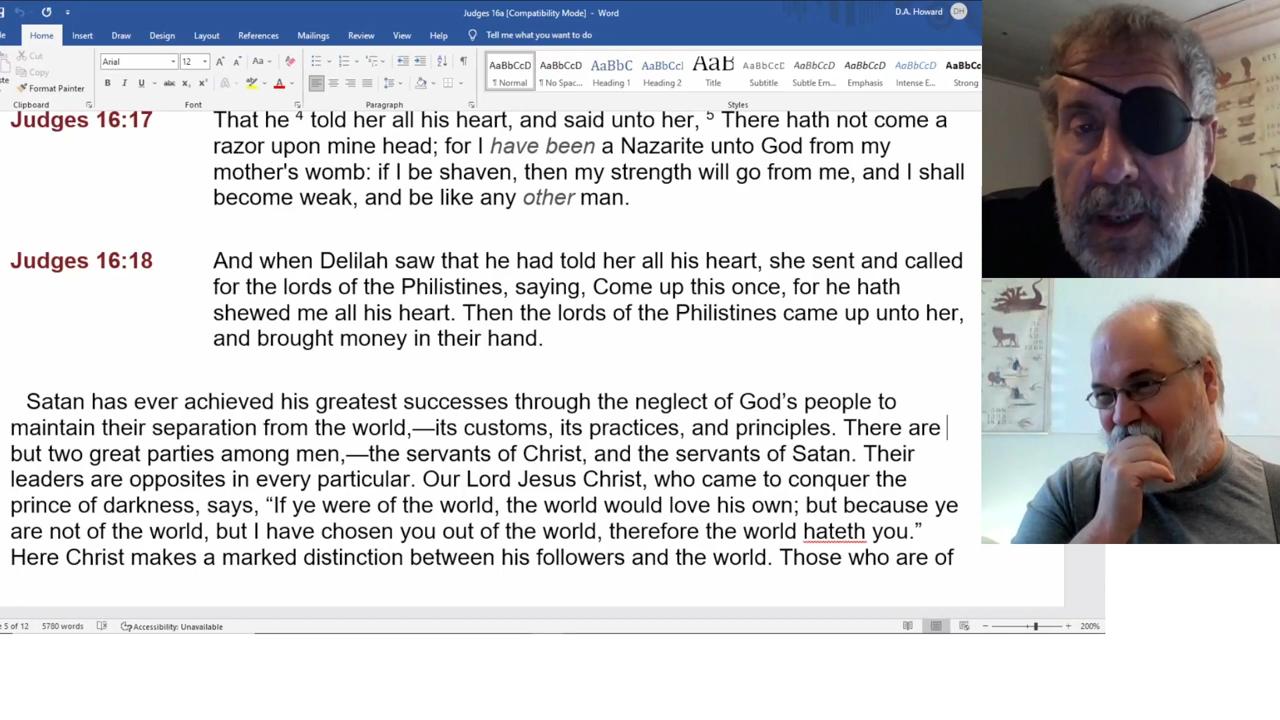 Judges 16a [Compatibility Mode] - Word
D.A. Howard
DH
Home Insert Draw Design Layout References Mailings Review View Help Tell me what you want to do
Cut
Copy
Format Painter
Clipboard
Arial 12
Font
Paragraph
AaBbCcD AaBbCcD AaBbC AaBbCcI AaB AaBbCcD AaBbCcD AaBbCcD AaBbCcD AaBbCcD
¶ Normal ¶ No Spac... Heading 1 Heading 2 Title Subtitle Subtle Em... Emphasis Intense E... Strong
Styles
Judges 16:17 That he 4 told her all his heart, and said unto her, 5 There hath not come a
razor upon mine head; for I have been a Nazarite unto God from my
mother's womb: if I be shaven, then my strength will go from me, and I shall
become weak, and be like any other man.
Judges 16:18 And when Delilah saw that he had told her all his heart, she sent and called
for the lords of the Philistines, saying, Come up this once, for he hath
shewed me all his heart. Then the lords of the Philistines came up unto her,
and brought money in their hand.
Satan has ever achieved his greatest successes through the neglect of God’s people to
maintain their separation from the world,—its customs, its practices, and principles. There are
but two great parties among men,—the servants of Christ, and the servants of Satan. Their
leaders are opposites in every particular. Our Lord Jesus Christ, who came to conquer the
prince of darkness, says, “If ye were of the world, the world would love his own; but because ye
are not of the world, but I have chosen you out of the world, therefore the world hateth you.”
Here Christ makes a marked distinction between his followers and the world. Those who are of
5 of 12 5780 words Accessibility: Unavailable 200%